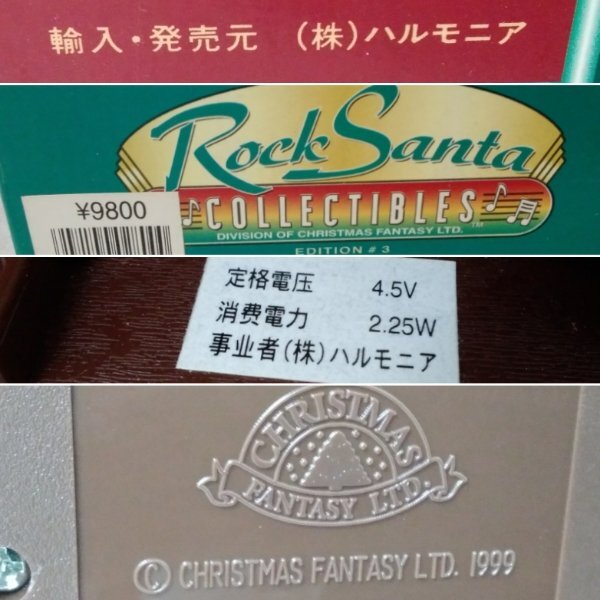 輸入・発売元 (株)ハルモニア
Rock Santa
¥9800
COLLECTIBLES™
DIVISION OF CHRISTMAS FANTASY LTD.
EDITION # 3
定格電圧 4.5V
消費電力 2.25W
事業者(株)ハルモニア
CHRISTMAS
FANTASY LTD.
© CHRISTMAS FANTASY LTD. 1999